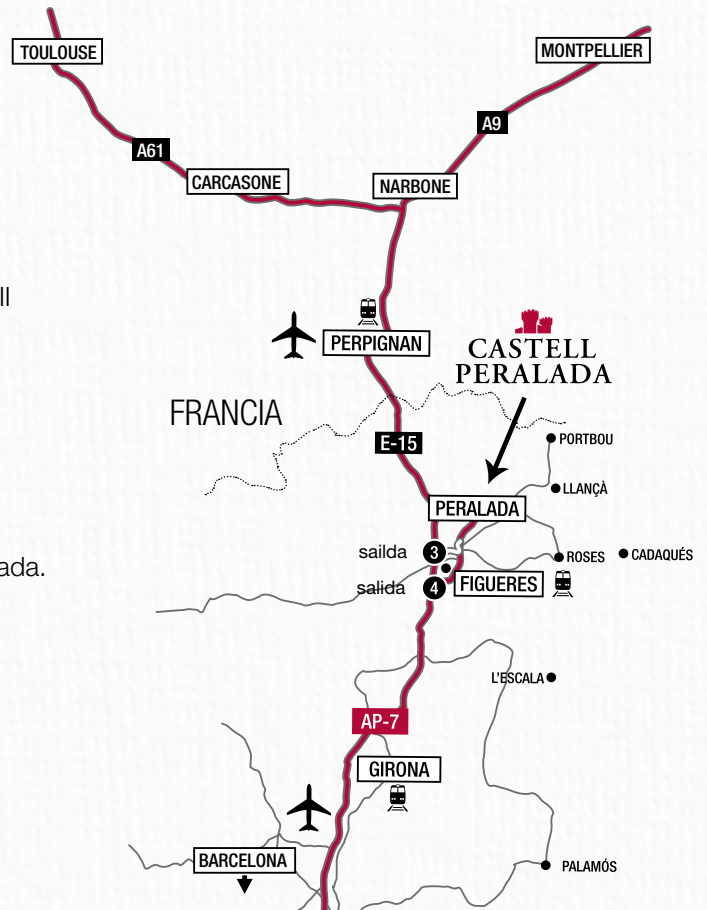 TOULOUSE
MONTPELLIER
A9
A61
CARCASONE
NARBONE
ll
PERPIGNAN
CASTELL
PERALADA
FRANCIA
E-15
PORTBOU
LLANÇÀ
PERALADA
sailda 3
ROSES
CADAQUÉS
ada.
salida 4
FIGUERES
L'ESCALA
AP-7
GIRONA
BARCELONA
PALAMÓS